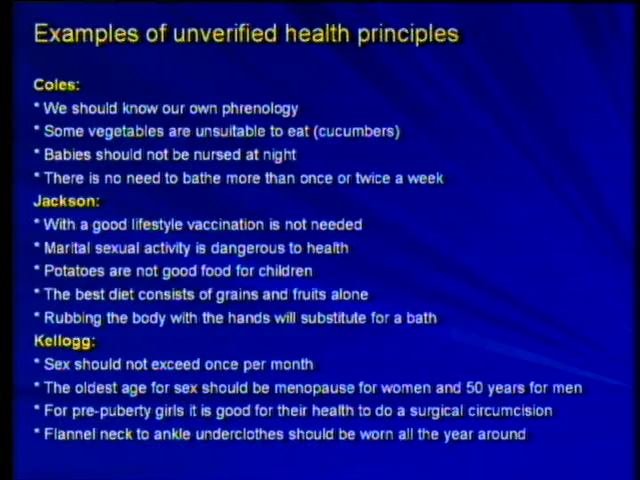 Examples of unverified health principles
Coles:
* We should know our own phrenology
* Some vegetables are unsuitable to eat (cucumbers)
* Babies should not be nursed at night
* There is no need to bathe more than once or twice a week
Jackson:
* With a good lifestyle vaccination is not needed
* Marital sexual activity is dangerous to health
* Potatoes are not good food for children
* The best diet consists of grains and fruits alone
* Rubbing the body with the hands will substitute for a bath
Kellogg:
* Sex should not exceed once per month
* The oldest age for sex should be menopause for women and 50 years for men
* For pre-puberty girls it is good for their health to do a surgical circumcision
* Flannel neck to ankle underclothes should be worn all the year around